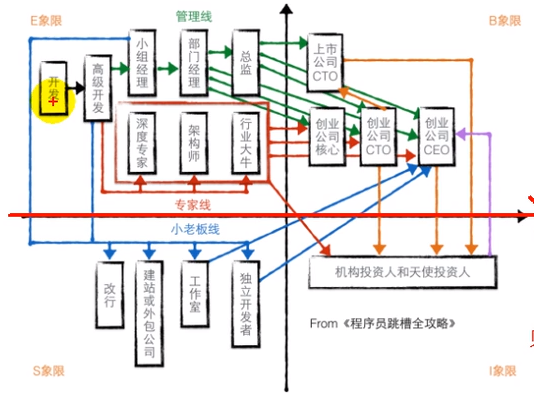 E象限
管理线
B象限
开发
高级开发
小组经理
部门经理
总监
上市公司CTO
深度专家
架构师
行业大牛
创业公司核心
创业公司CTO
创业公司CEO
专家线
小老板线
改行
建站或外包公司
工作室
独立开发者
机构投资人和天使投资人
From《程序员跳槽全攻略》
S象限
I象限